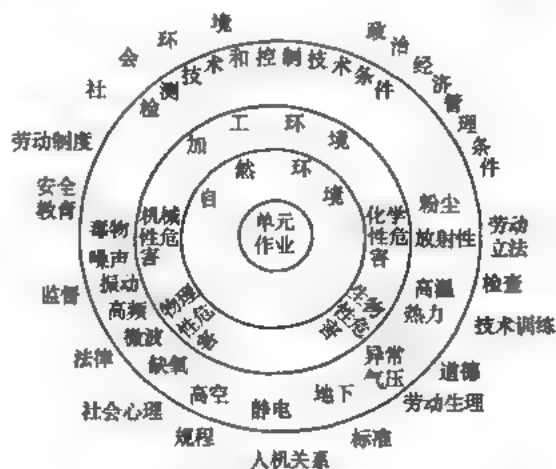 社会环境
政治经济管理条件
检测技术和控制技术条件
加工环境
自然环境
单元
作业
机械
性危
害
化学
性危
害
物理
性危
害
生物
性危
害
劳动制度
安全
教育
监督
法律
社会心理
规程
人机关系
标准
劳动生理
道德
技术训练
检查
劳动
立法
毒物
噪声
振动
高频
微波
缺氧
高空
静电
地下
异常
气压
高温
热力
放射性
粉尘